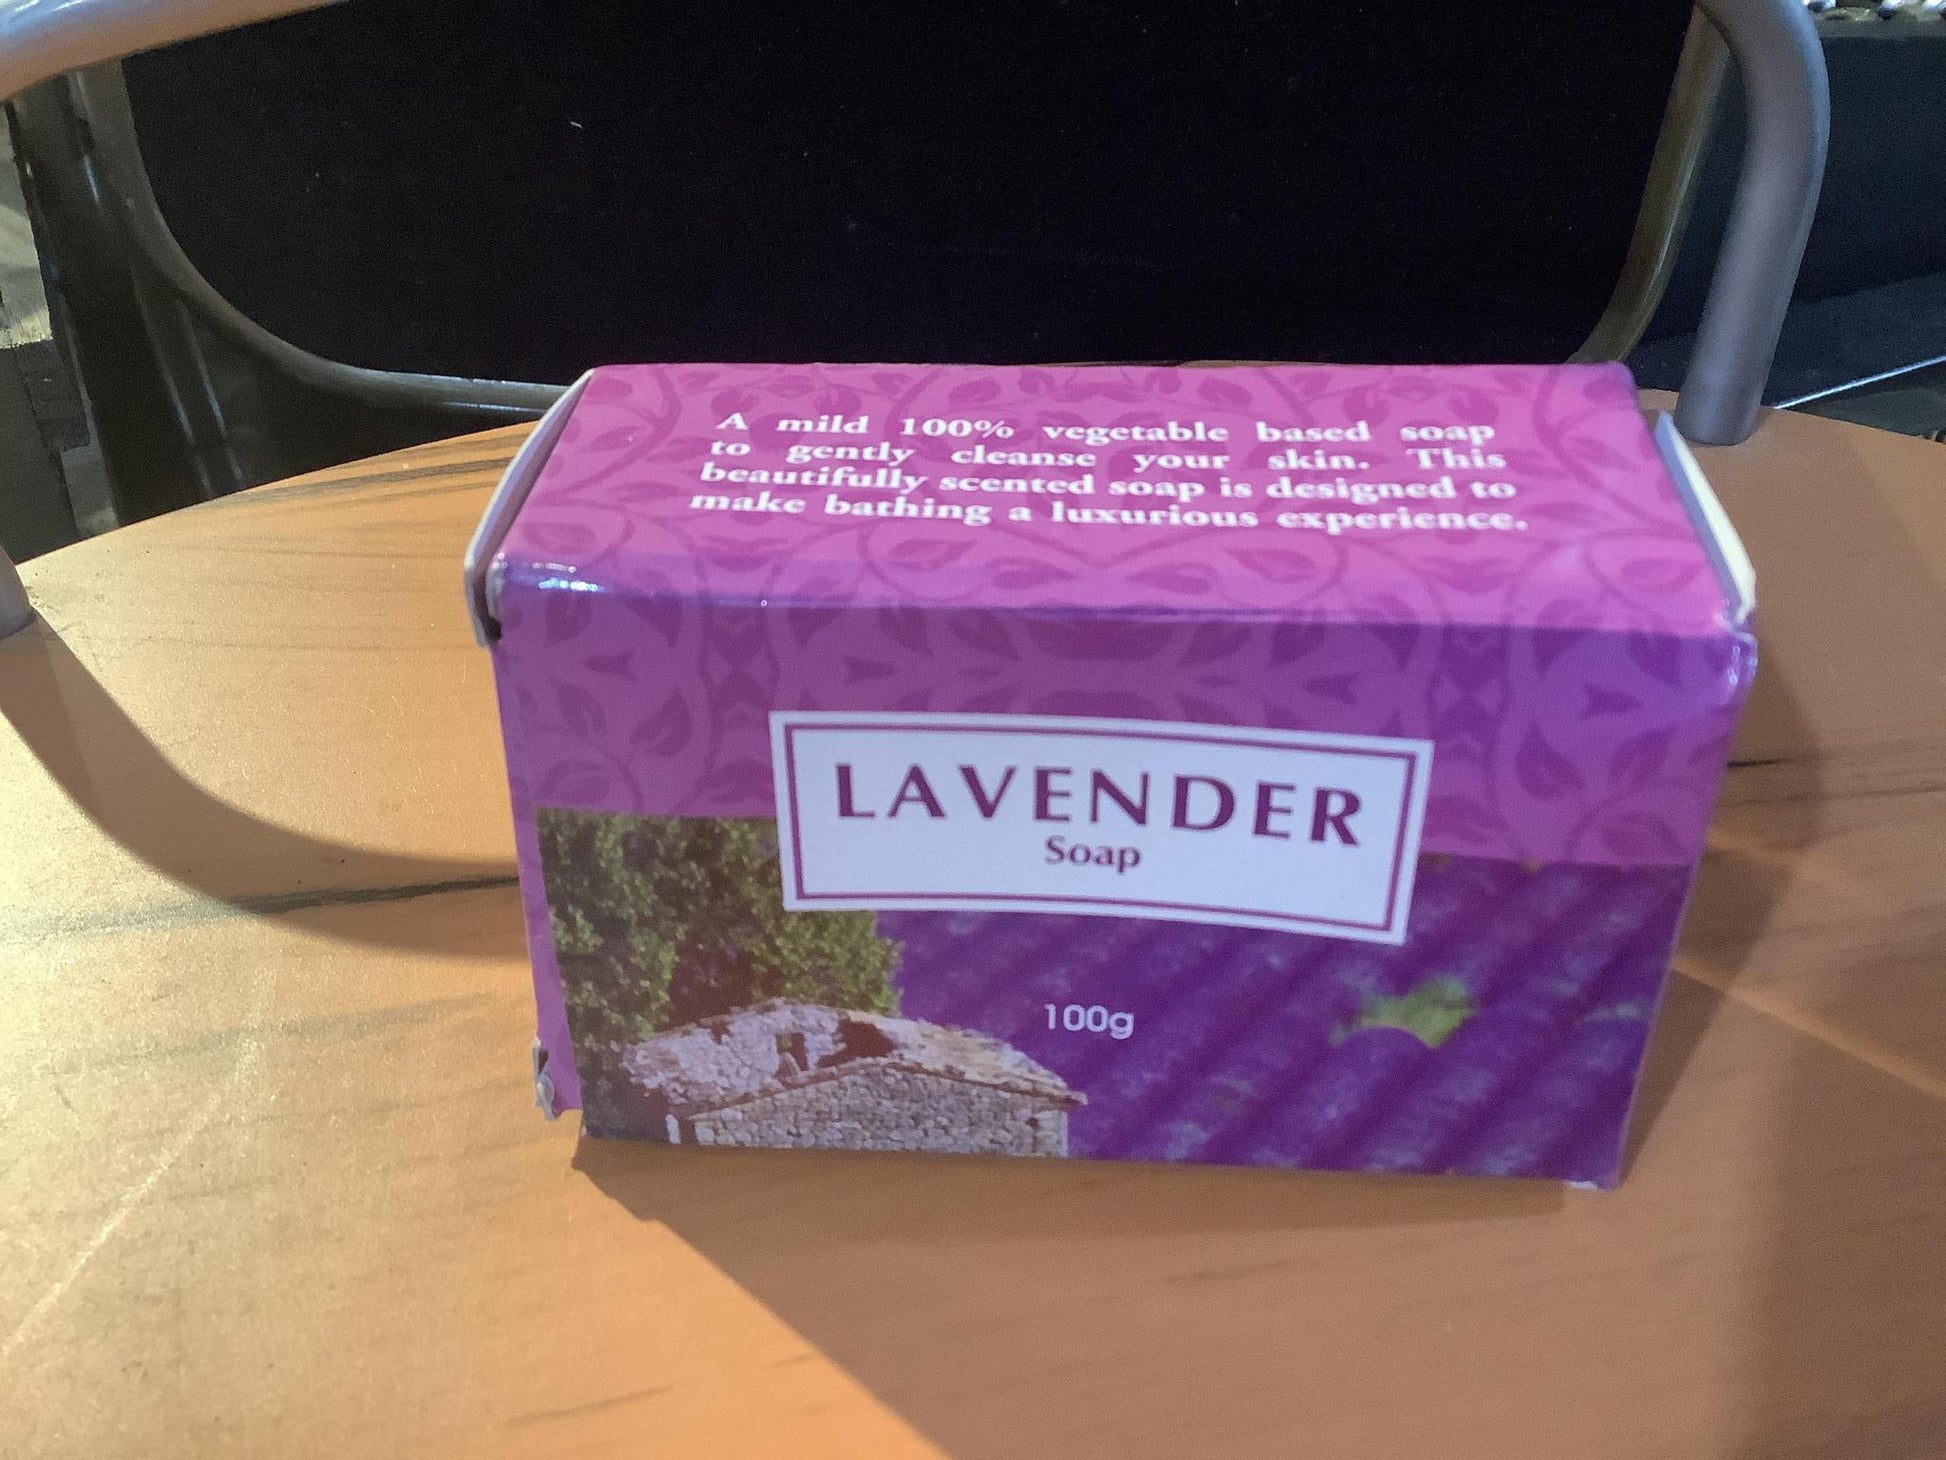 A mild 100% vegetable based soap
to gently cleanse your skin. This
beautifully scented soap is designed to
make bathing a luxurious experience.
LAVENDER
Soap
100g